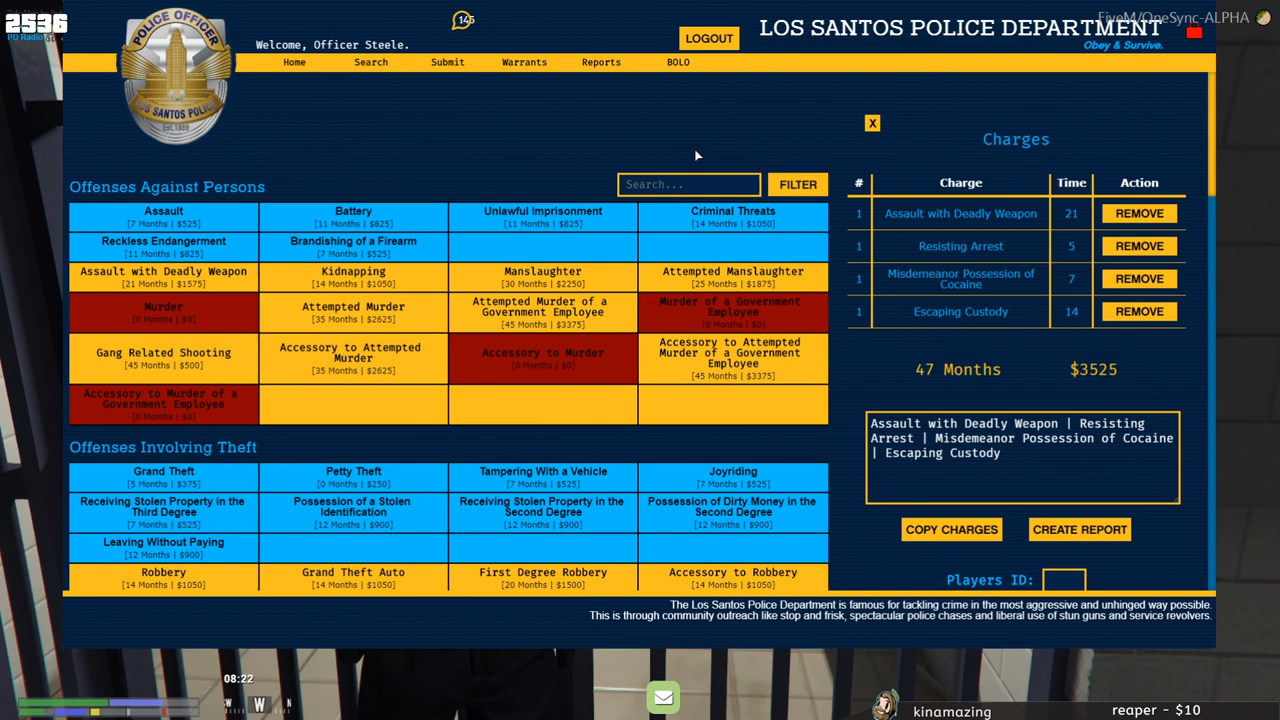 2536
PD Radio
145
FiveM/OneSync-ALPHA
POLICE OFFICER
LOS SANTOS POLICE
Est.1889
Welcome, Officer Steele.
LOGOUT
LOS SANTOS POLICE DEPARTMENT
Obey & Survive.
Home Search Submit Warrants Reports BOLO
X
Charges
Offenses Against Persons
Search...
FILTER
# Charge Time Action
Assault
[7 Months | $525]
Battery
[11 Months | $825]
Unlawful Imprisonment
[11 Months | $825]
Criminal Threats
[14 Months | $1050]
Reckless Endangerment
[11 Months | $825]
Brandishing of a Firearm
[7 Months | $525]
Assault with Deadly Weapon
[21 Months | $1575]
Kidnapping
[14 Months | $1050]
Manslaughter
[30 Months | $2250]
Attempted Manslaughter
[25 Months | $1875]
Murder
[0 Months | $0]
Attempted Murder
[35 Months | $2625]
Attempted Murder of a
Government Employee
[45 Months | $3375]
Murder of a Government
Employee
[0 Months | $0]
Gang Related Shooting
[45 Months | $500]
Accessory to Attempted
Murder
[35 Months | $2625]
Accessory to Murder
[0 Months | $0]
Accessory to Attempted
Murder of a Government
Employee
[45 Months | $3375]
Accessory to Murder of a
Government Employee
[0 Months | $0]
Offenses Involving Theft
Grand Theft
[5 Months | $375]
Petty Theft
[0 Months | $250]
Tampering With a Vehicle
[7 Months | $525]
Joyriding
[7 Months | $525]
Receiving Stolen Property in the
Third Degree
[7 Months | $525]
Possession of a Stolen
Identification
[12 Months | $900]
Receiving Stolen Property in the
Second Degree
[12 Months | $900]
Possession of Dirty Money in the
Second Degree
[12 Months | $900]
Leaving Without Paying
[12 Months | $900]
Robbery
[14 Months | $1050]
Grand Theft Auto
[14 Months | $1050]
First Degree Robbery
[20 Months | $1500]
Accessory to Robbery
[14 Months | $1050]
1 Assault with Deadly Weapon 21 REMOVE
1 Resisting Arrest 5 REMOVE
1 Misdemeanor Possession of
Cocaine 7 REMOVE
1 Escaping Custody 14 REMOVE
47 Months $3525
Assault with Deadly Weapon | Resisting
Arrest | Misdemeanor Possession of Cocaine
| Escaping Custody
COPY CHARGES
CREATE REPORT
Players ID:
The Los Santos Police Department is famous for tackling crime in the most aggressive and unhinged way possible.
This is through community outreach like stop and frisk, spectacular police chases and liberal use of stun guns and service revolvers.
08:22
W W N
kinamazing
reaper - $10